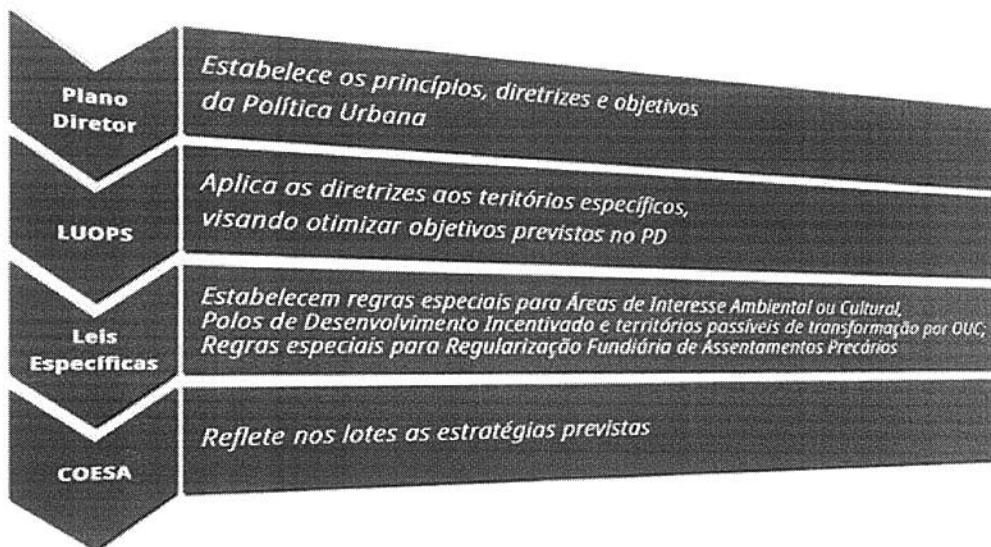 Plano
Diretor
Estabelece os princípios, diretrizes e objetivos
da Política Urbana
LUOPS
Aplica as diretrizes aos teritórios específicos,
visando otimizar objetivos previstos no PD
Leis
Específicas
Estabelecem regras especiais para Áreas de Interesse Ambiental ou Cultural,
Polos de Desenvolvimento Incentivado e territórios passíveis de transformação por OUC;
Regras especiais para Regularização Fundiária de Assentamentos Precários
COESA
Reflete nos lotes as estratégias previstas